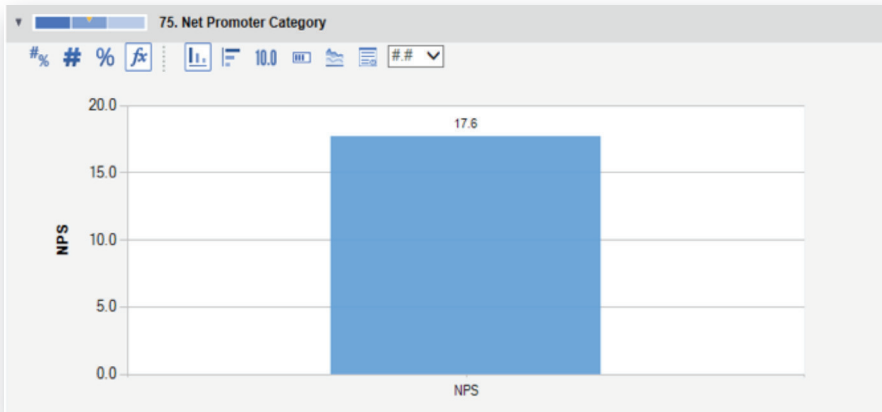 75. Net Promoter Category
#% # % fx 10.0 #.#
20.0
17.6
15.0
10.0
5.0
0.0
NPS
NPS